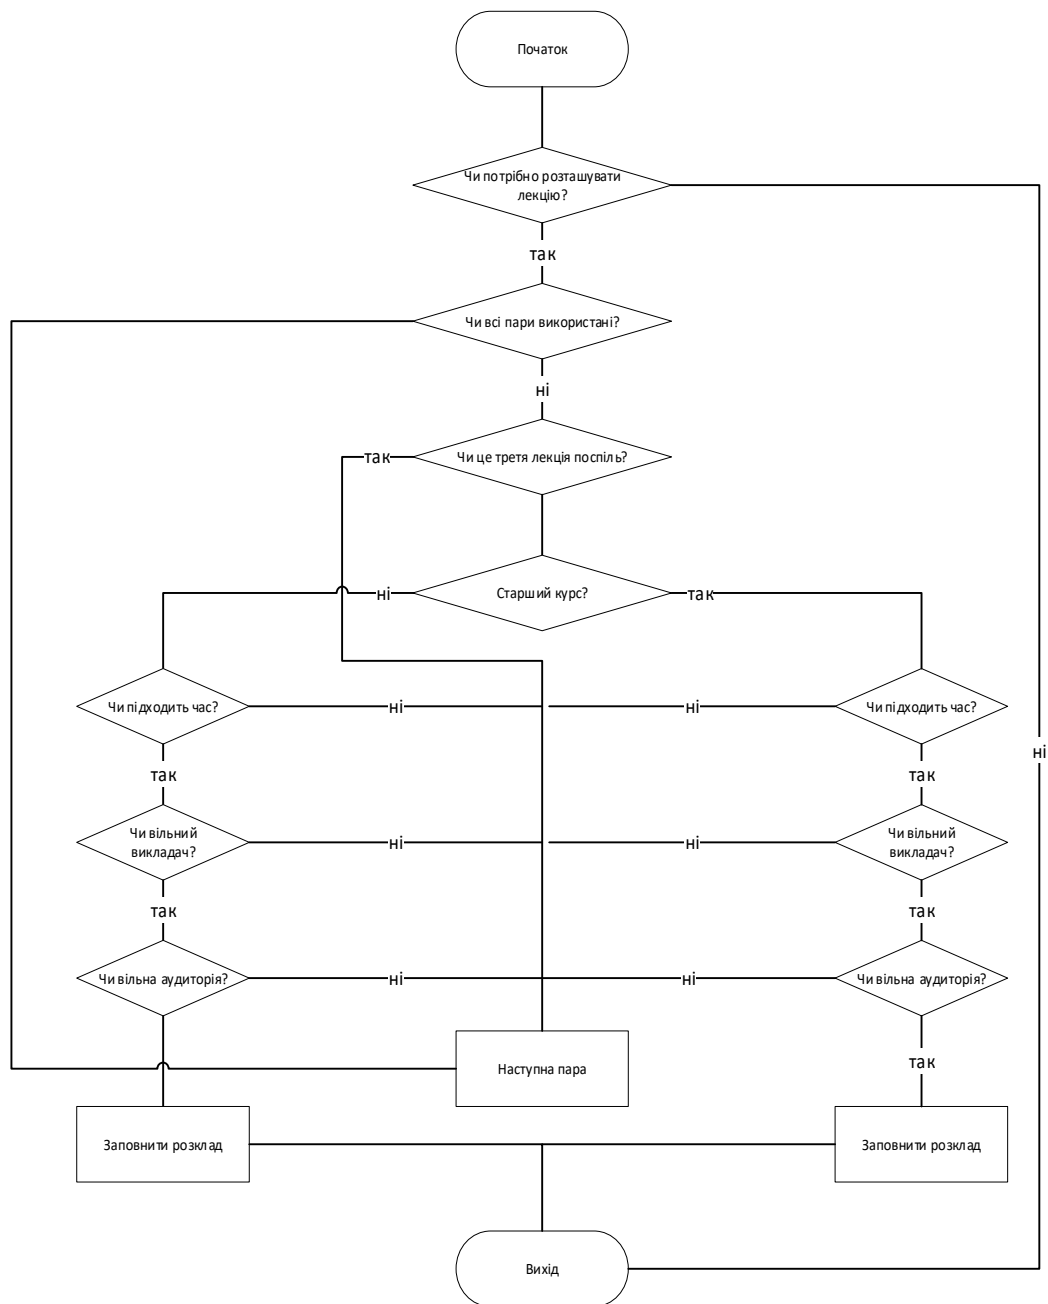 Початок
Чи потрібно розташувати
лекцію?
так
Чи всі пари використані?
ні
так
Чи це третя лекція поспіль?
ні
Старший курс?
так
Чи підходить час?
ні
ні
Чи підходить час?
ні
так
так
Чи вільний
викладач?
ні
ні
Чи вільний
викладач?
так
так
Чи вільна аудиторія?
ні
ні
Чи вільна аудиторія?
Наступна пара
так
Заповнити розклад
Заповнити розклад
Вихід